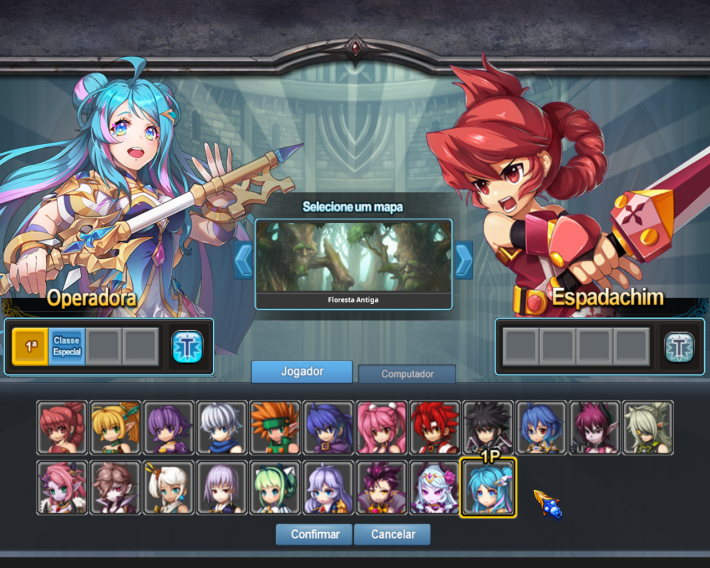 Selecione um mapa
Floresta Antiga
Operadora
Espadachim
1ª
Classe
Especial
T
T
Jogador
Computador
1P
Confirmar
Cancelar